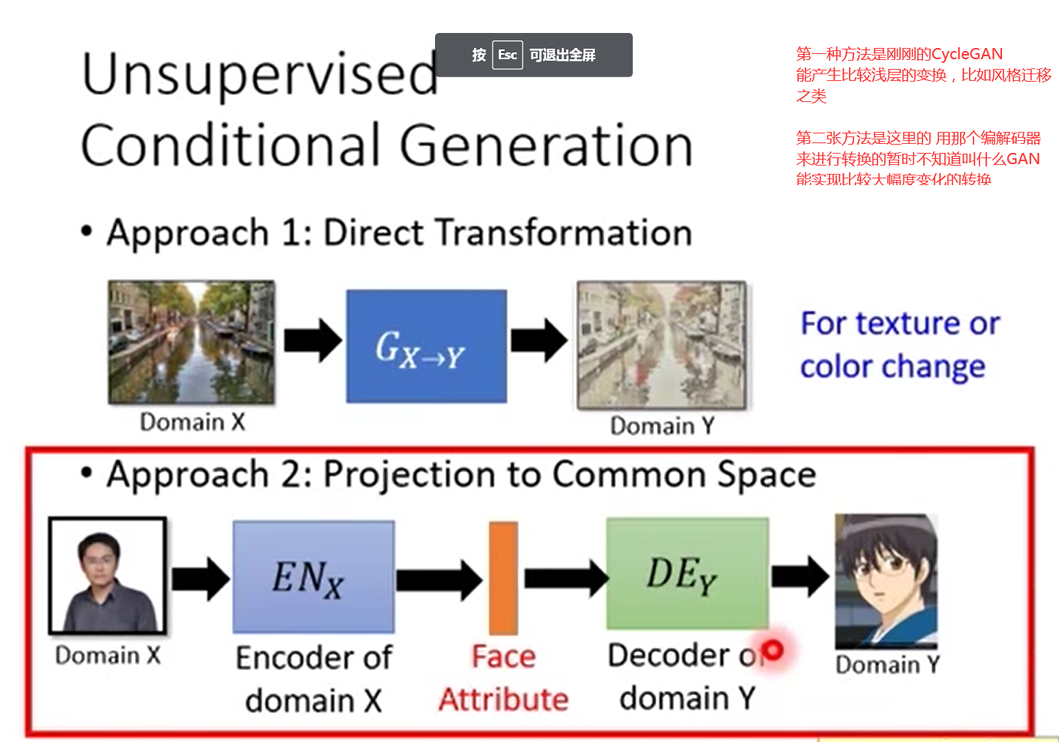 按 Esc 可退出全屏
Unsupervised
Conditional Generation
第一种方法是刚刚的CycleGAN
能产生比较浅层的变换，比如风格迁移
之类
第二张方法是这里的 用那个编解码器
来进行转换的暂时不知道叫什么GAN
能实现比较大幅度变化的转换
• Approach 1: Direct Transformation
G X→Y
For texture or
color change
Domain X
Domain Y
• Approach 2: Projection to Common Space
EN X
DE Y
Domain X
Encoder of
domain X
Face
Attribute
Decoder of
domain Y
Domain Y